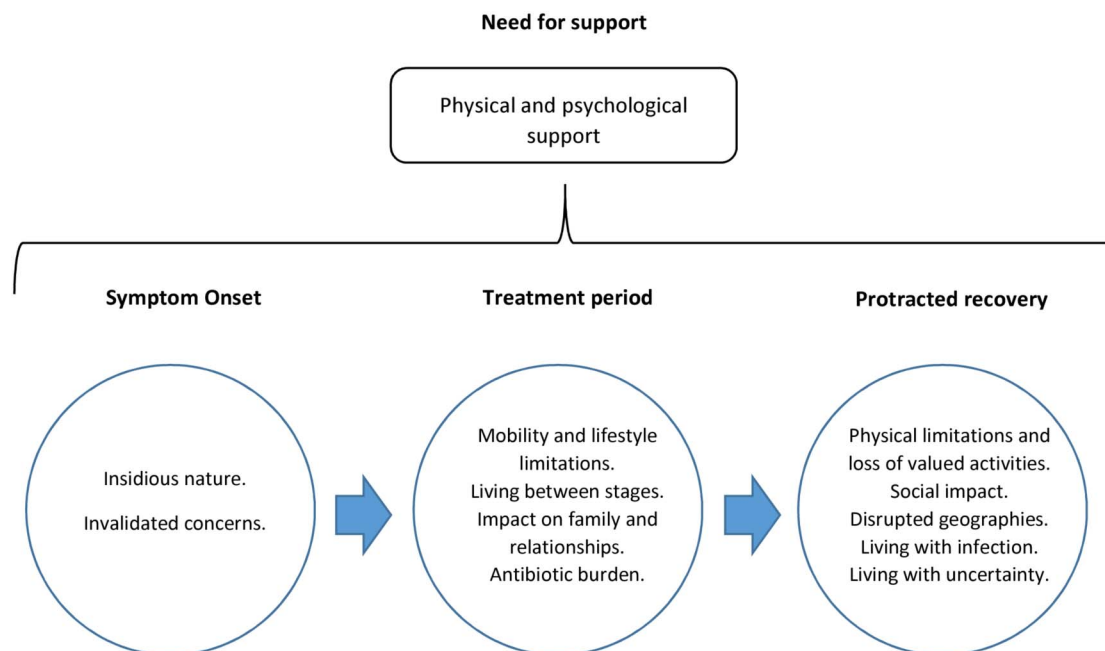 Need for support
Physical and psychological
support
Symptom Onset
Insidious nature.
Invalidated concerns.
Treatment period
Mobility and lifestyle
limitations.
Living between stages.
Impact on family and
relationships.
Antibiotic burden.
Protracted recovery
Physical limitations and
loss of valued activities.
Social impact.
Disrupted geographies.
Living with infection.
Living with uncertainty.